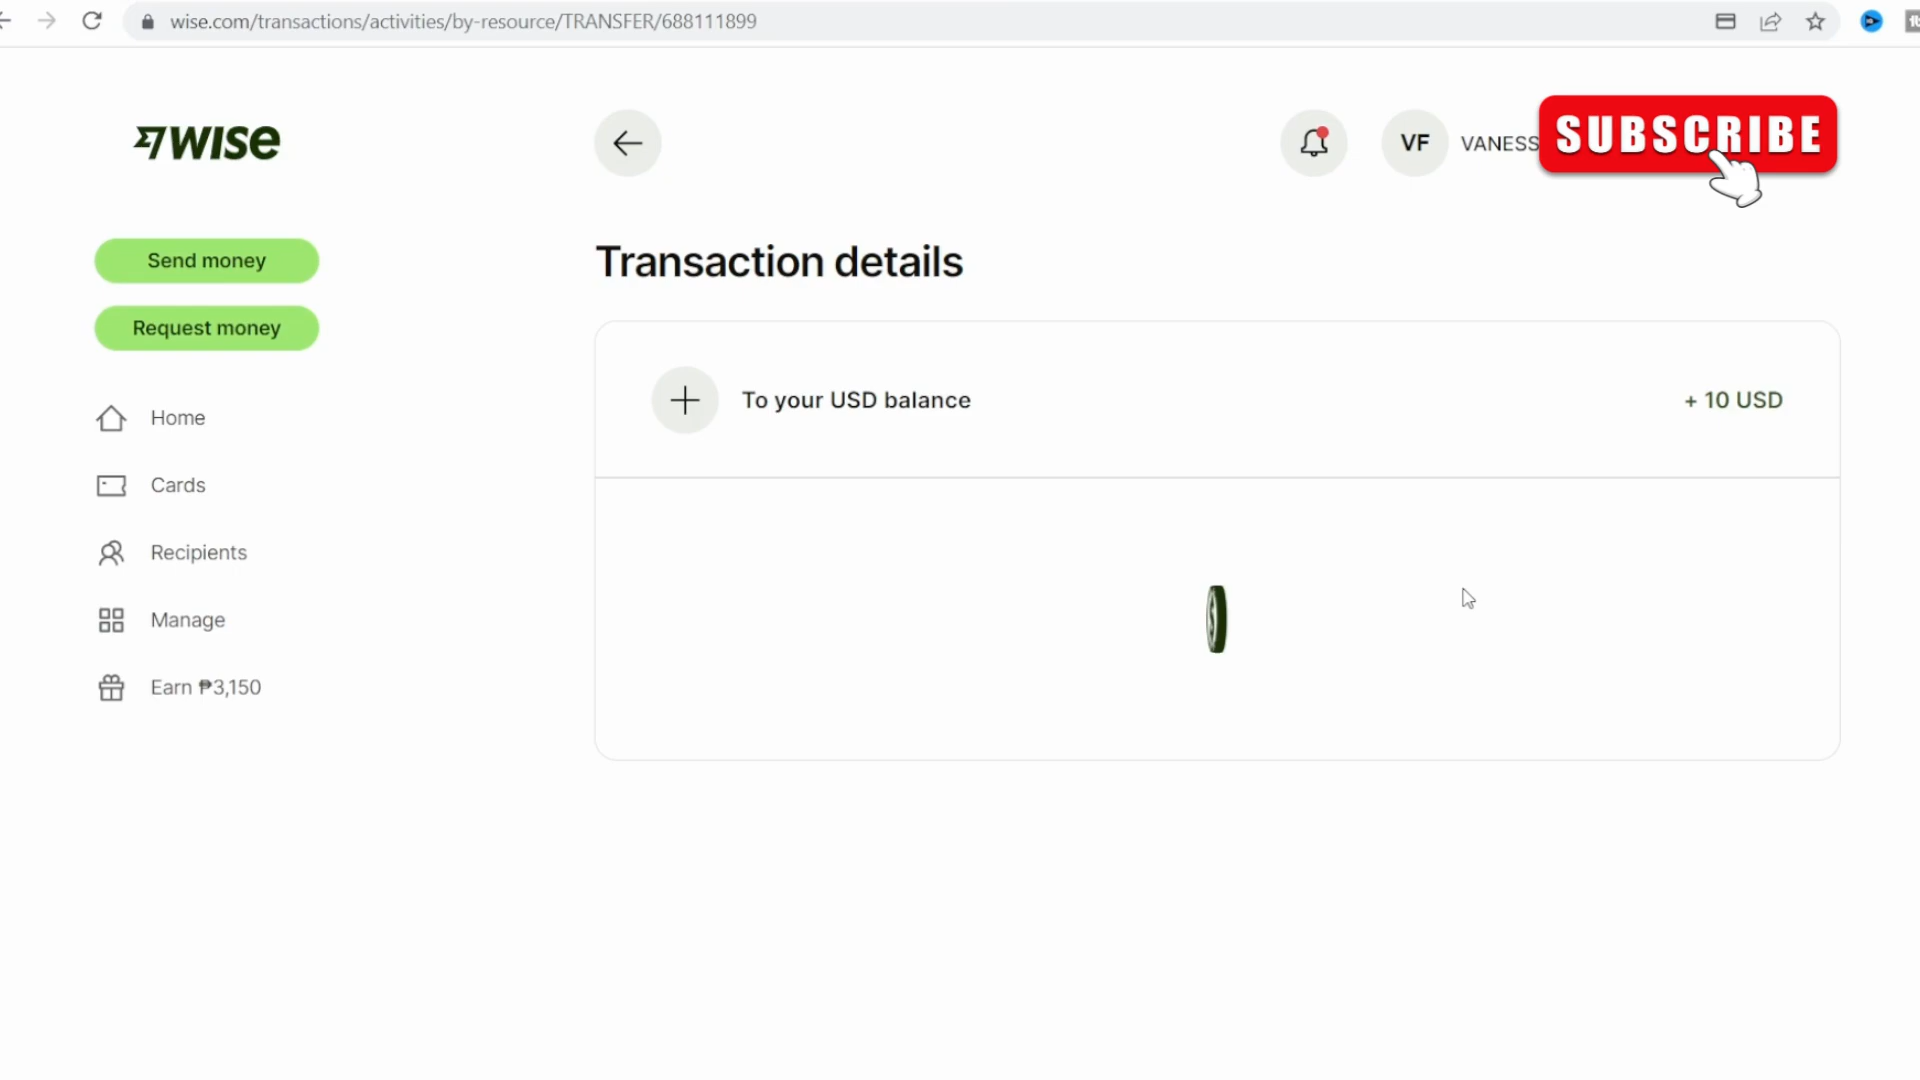 wise.com/transactions/activities/by-resource/TRANSFER/688111899
WISE
VF
VANESS
SUBSCRIBE
Send money
Request money
Home
Cards
Recipients
Manage
Earn ₱3,150
Transaction details
To your USD balance
+ 10 USD